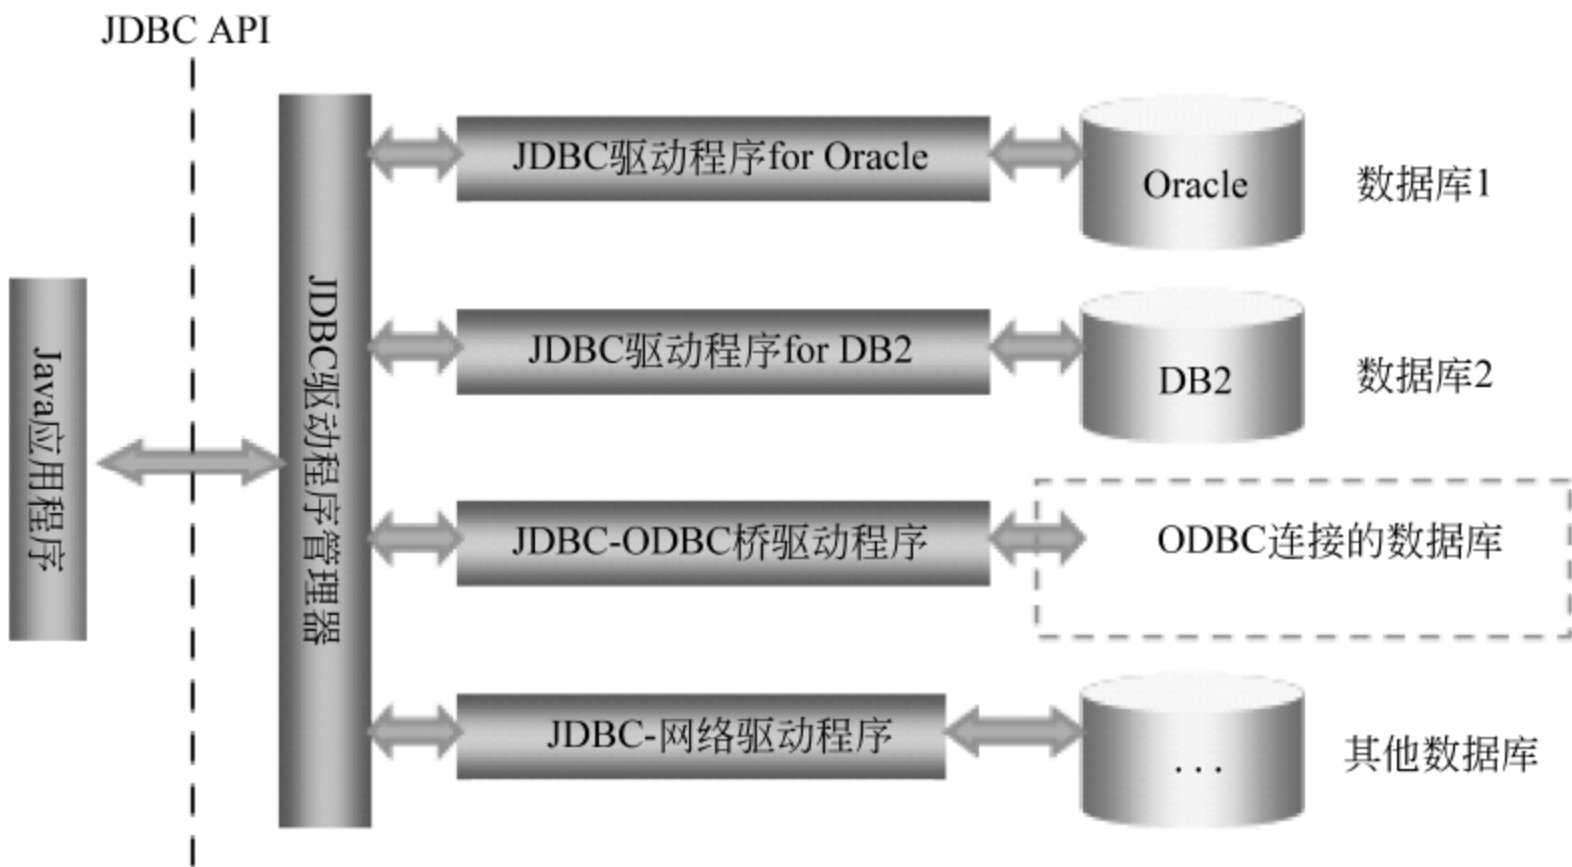 JDBC API
Java应用程序
JDBC驱动程序管理器
JDBC驱动程序for Oracle
Oracle
数据库1
JDBC驱动程序for DB2
DB2
数据库2
JDBC-ODBC桥驱动程序
ODBC连接的数据库
JDBC-网络驱动程序
...
其他数据库